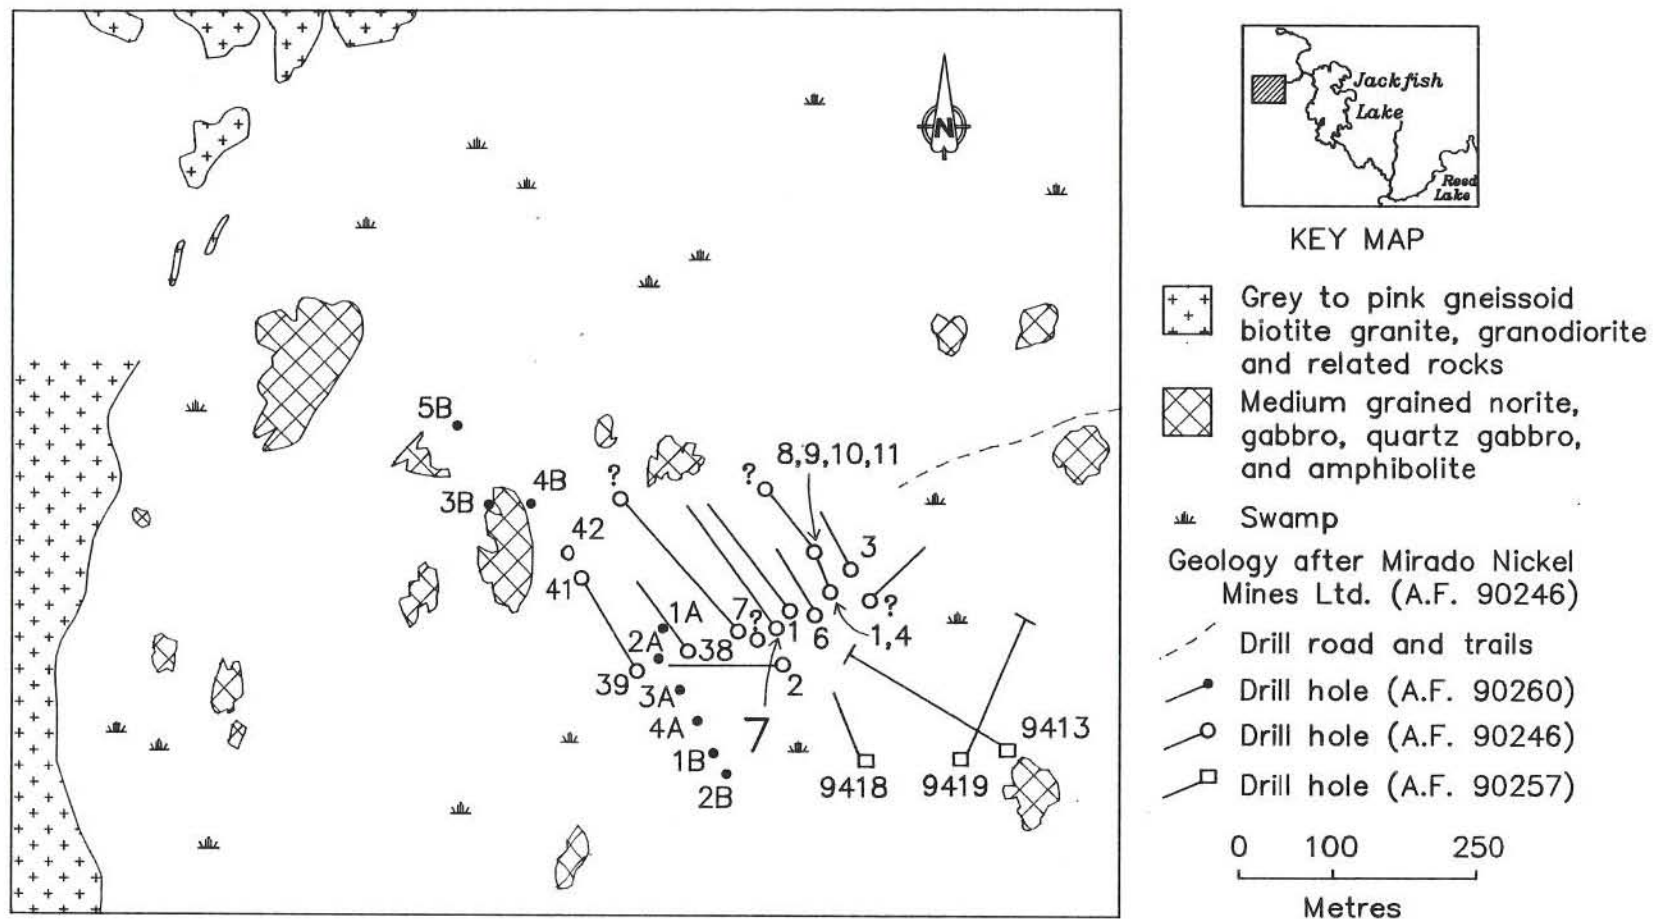 N
5B
8,9,10,11
?
?
3B
4B
42
3
41
1A
7
?
1
6
?
1,4
2A
38
39
2
3A
4A
7
9413
1B
2B
9418
9419
Jackfish
Lake
Reed
Lake
KEY MAP
Grey to pink gneissoid
biotite granite, granodiorite
and related rocks
Medium grained norite,
gabbro, quartz gabbro,
and amphibolite
Swamp
Geology after Mirado Nickel
Mines Ltd. (A.F. 90246)
Drill road and trails
Drill hole (A.F. 90260)
Drill hole (A.F. 90246)
Drill hole (A.F. 90257)
0 100 250
Metres